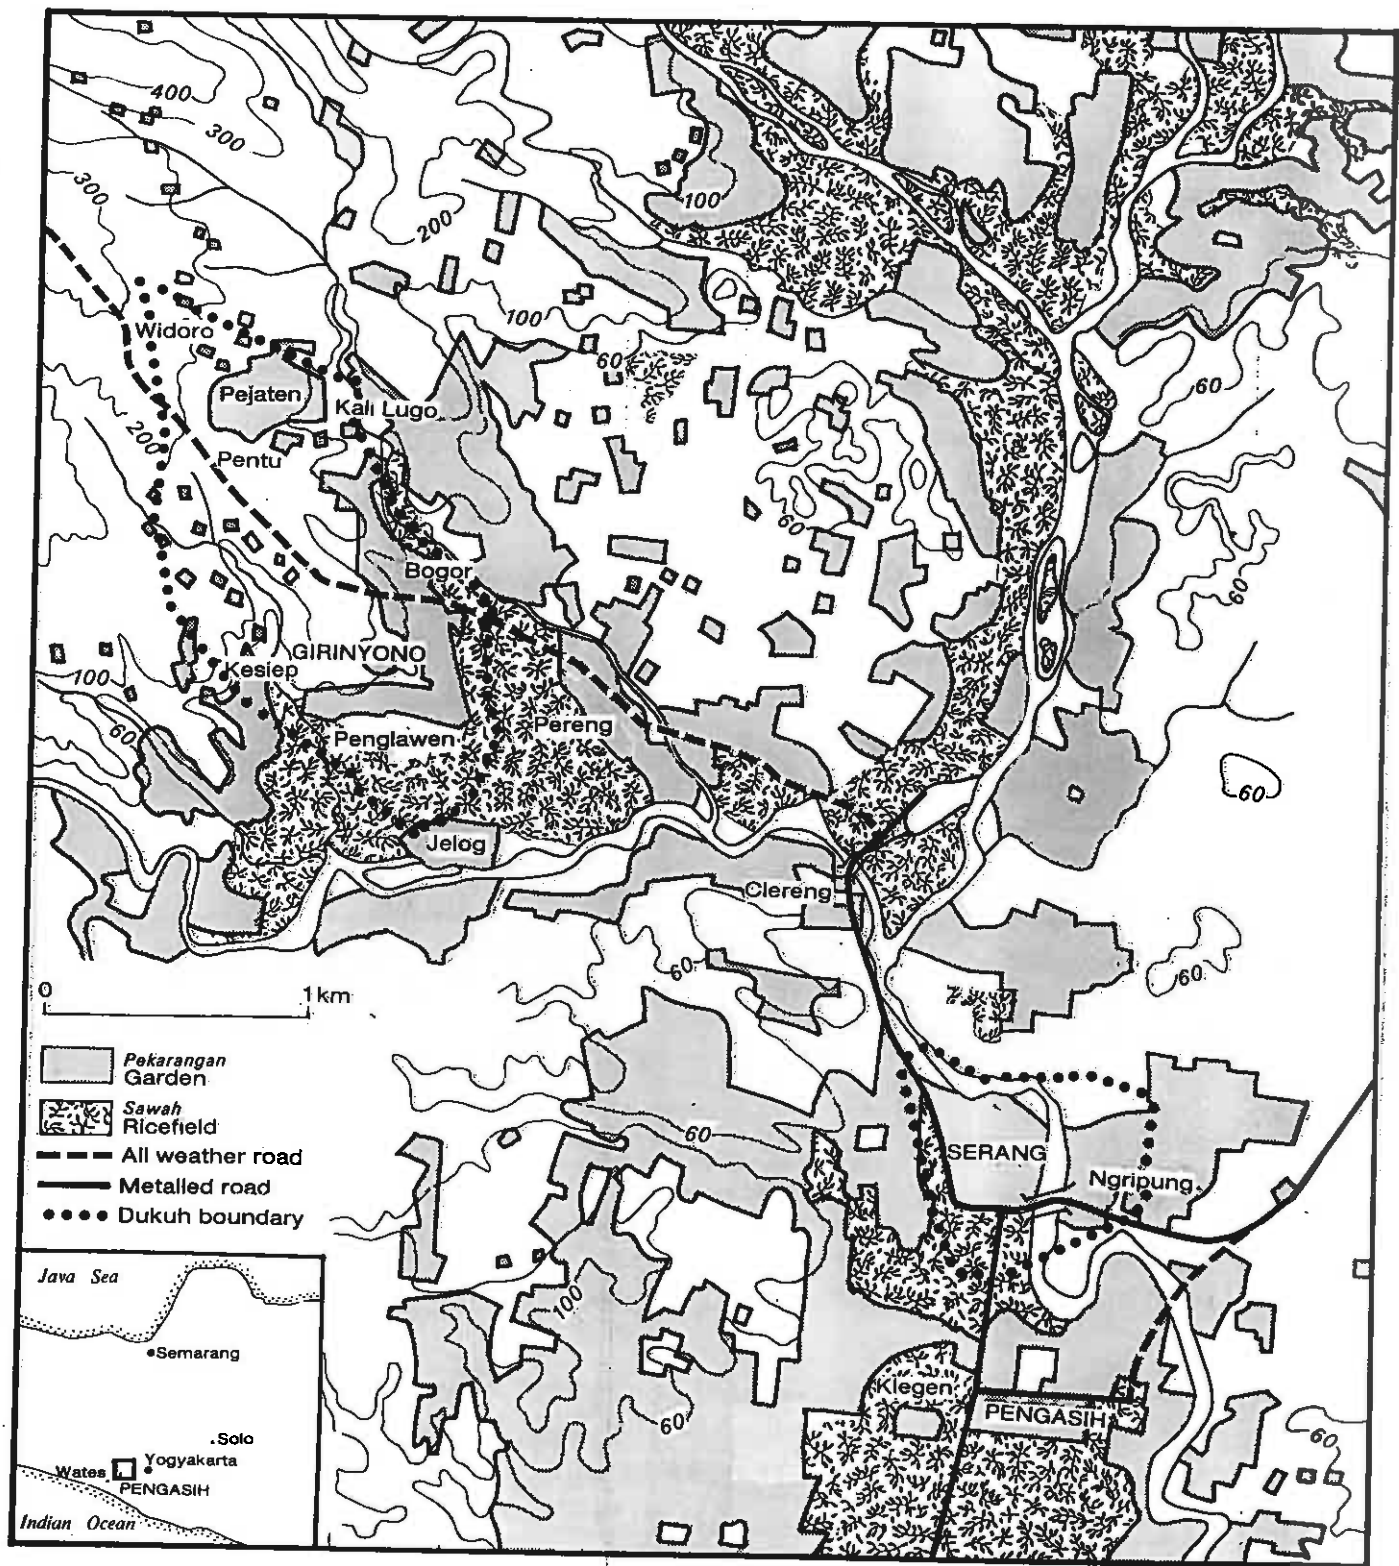 400
300
300
200
100
100
60
Widoro
Pejaten
Kali Lugo
60
200
Pentu
60
Bogor
60
GIRINYONO
Kesiep
100
60
Penglawen
Pereng
60
Jelog
Clereng
60
60
0 1km
Pekarangan
Garden
Sawah
Ricefield
All weather road
Metalled road
Dukuh boundary
60
SERANG
Ngripung
100
60
Klegen
PENGASIH
60
Java Sea
Semarang
Solo
Yogyakarta
Wates
PENGASIH
Indian Ocean